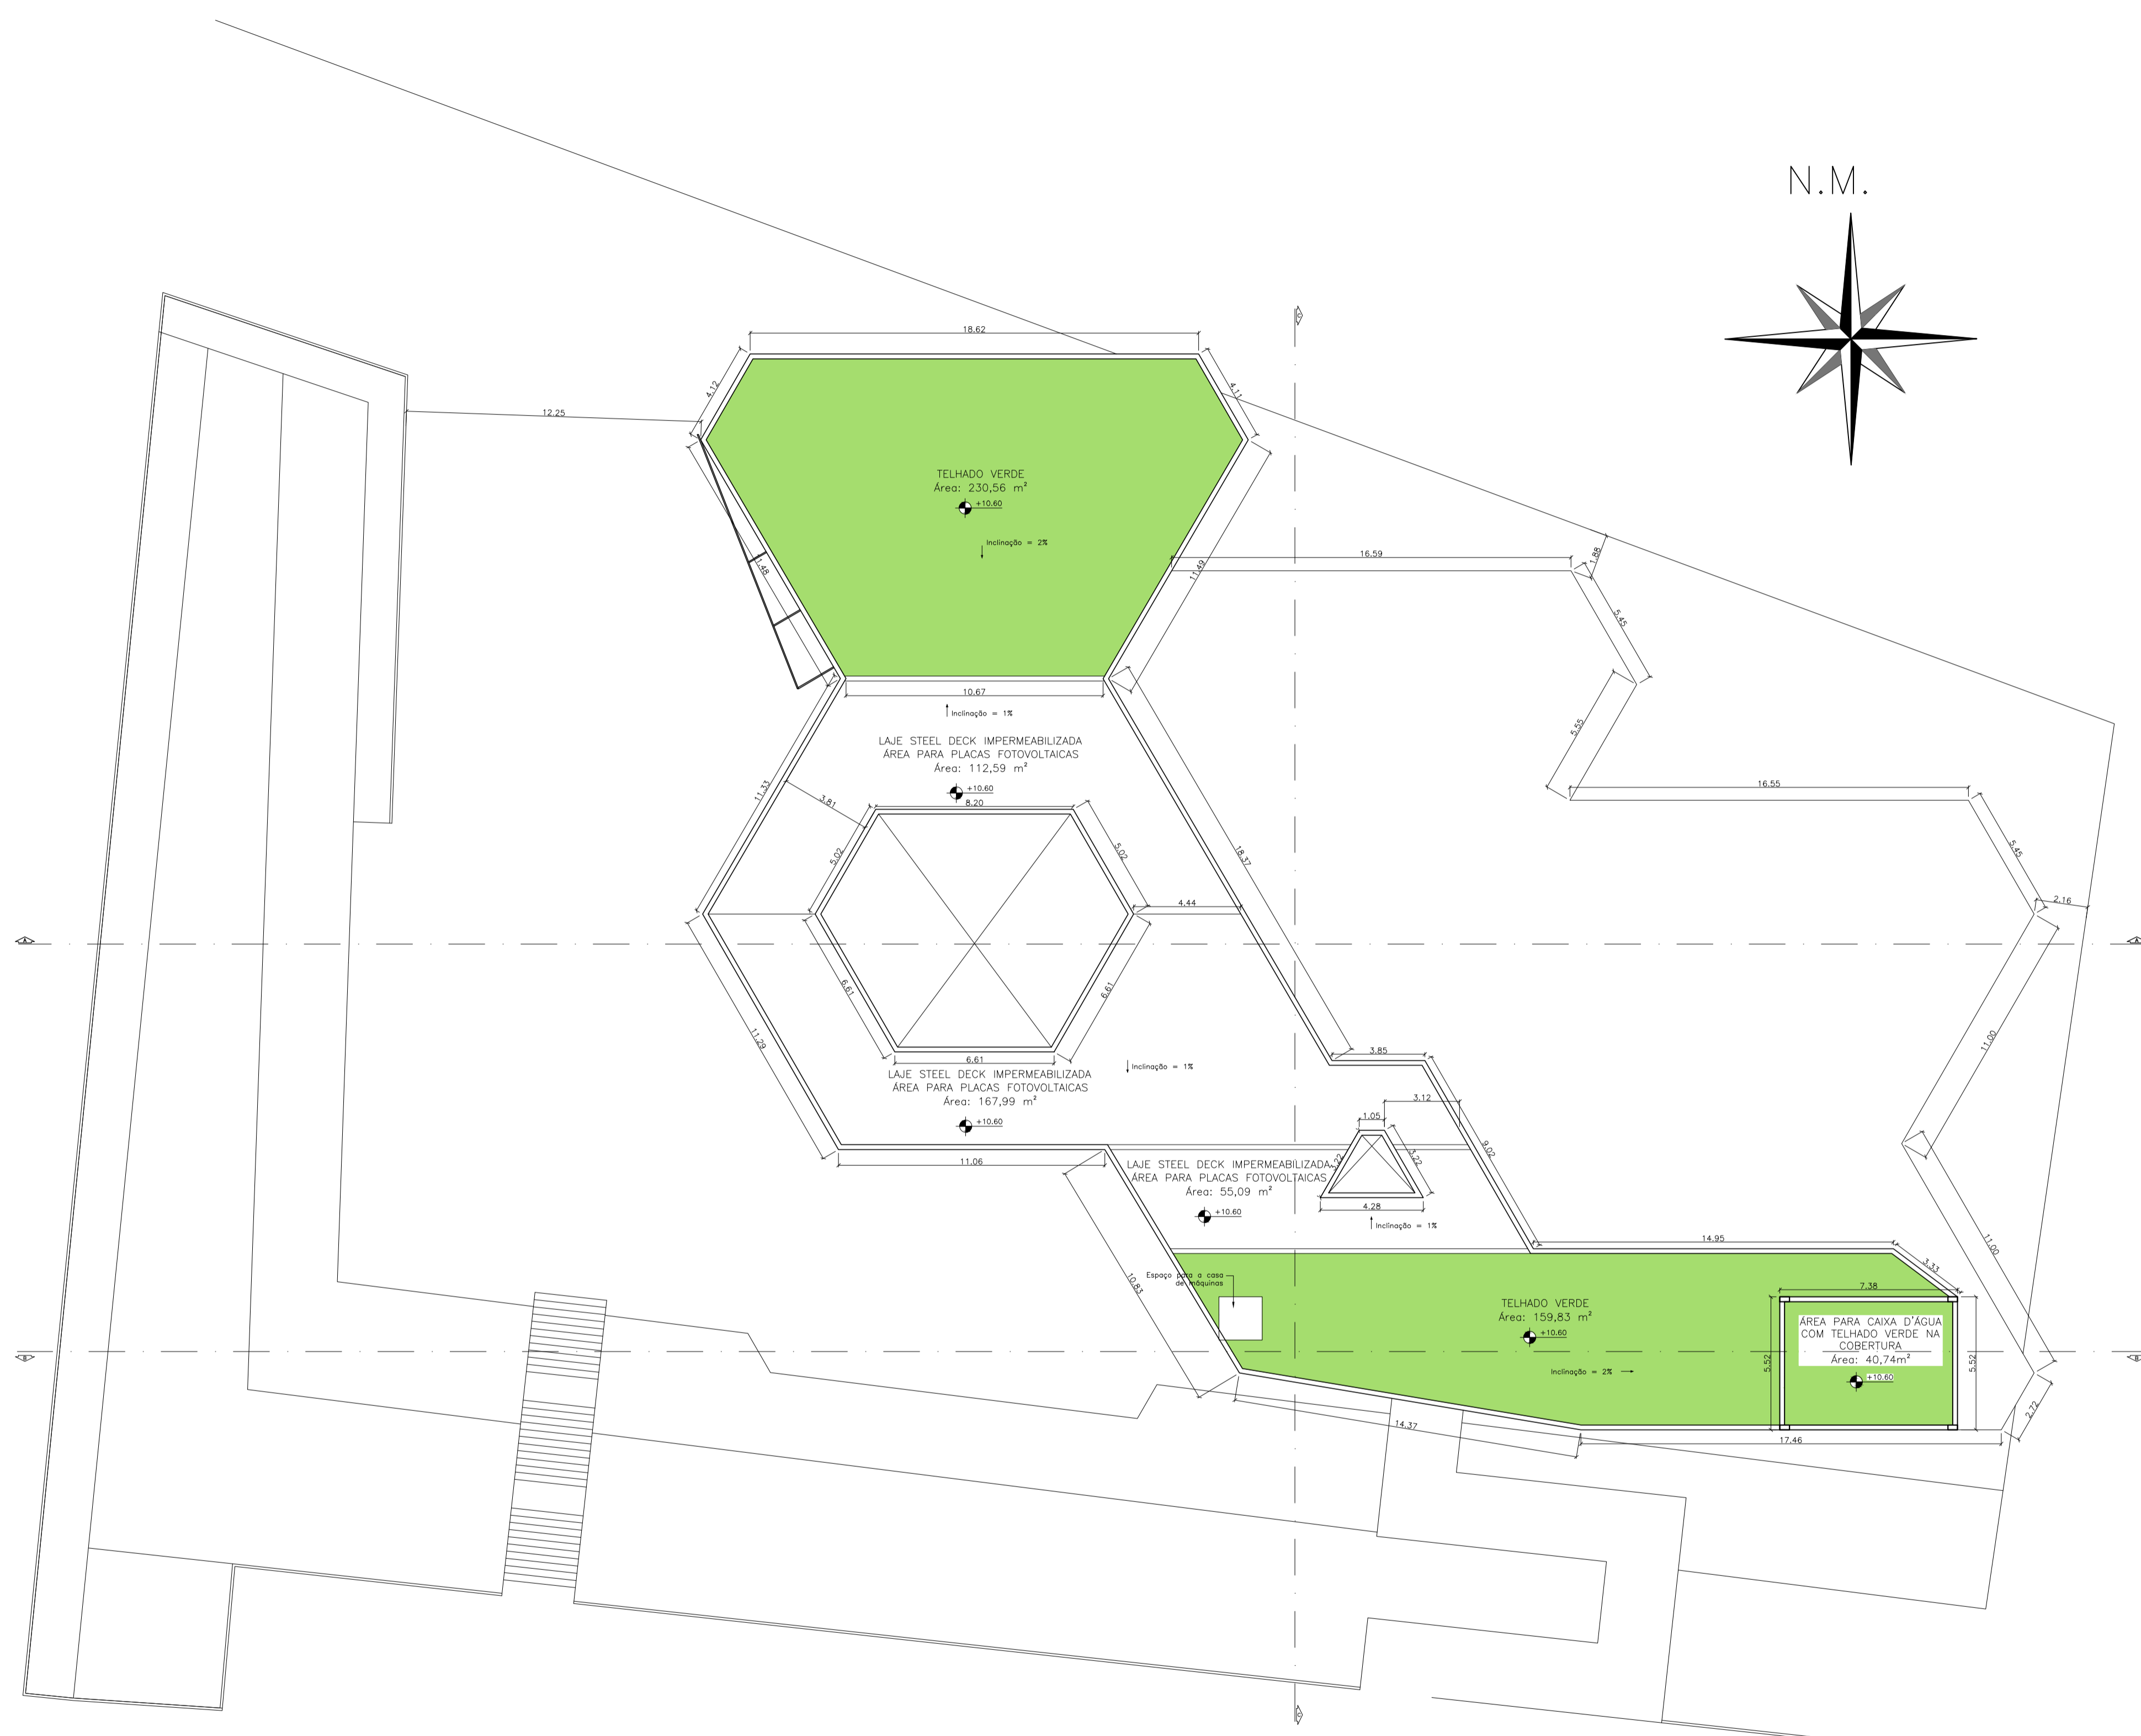 N.M.
C
18.62
4.12
4.11
12.25
TELHADO VERDE
Área: 230,56 m²
+10.60
Inclinação = 2%
16.59
1.88
11.49
5.45
10.67
Inclinação = 1%
5.55
LAJE STEEL DECK IMPERMEABILIZADA
ÁREA PARA PLACAS FOTOVOLTAICAS
Área: 112,59 m²
+10.60
11.33
3.81
8.20
16.55
5.02
5.02
18.37
5.45
4.44
2.16
A
A
6.61
6.61
11.29
11.00
6.61
3.85
LAJE STEEL DECK IMPERMEABILIZADA
ÁREA PARA PLACAS FOTOVOLTAICAS
Área: 167,99 m²
+10.60
Inclinação = 1%
3.12
1.05
9.02
3.22
3.22
11.06
LAJE STEEL DECK IMPERMEABILIZADA
ÁREA PARA PLACAS FOTOVOLTAICAS
Área: 55,09 m²
+10.60
4.28
Inclinação = 1%
14.95
3.33
11.00
10.83
Espaço para a casa
de máquinas
7.38
TELHADO VERDE
Área: 159,83 m²
+10.60
Inclinação = 2%
5.52
ÁREA PARA CAIXA D'ÁGUA
COM TELHADO VERDE NA
COBERTURA
Área: 40,74m²
+10.60
5.52
B
B
2.72
14.37
17.46
C